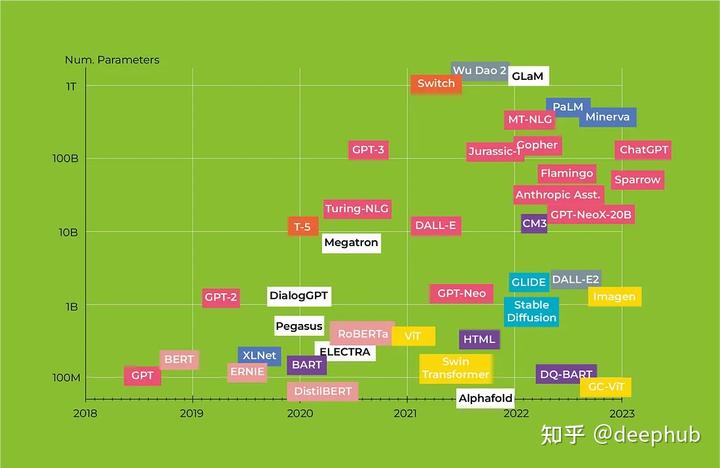 Num. Parameters
1T
100B
10B
1B
100M
Wu Dao 2
GLaM
Switch
PaLM
Minerva
MT-NLG
GPT-3
Jurassic-1
Gopher
ChatGPT
Flamingo
Sparrow
Anthropic Asst.
Turing-NLG
GPT-NeoX-20B
T-5
DALL-E
CM3
Megatron
GLIDE
DALL-E2
GPT-2
DialogGPT
GPT-Neo
Imagen
Stable
Diffusion
Pegasus
RoBERTa
ViT
HTML
ELECTRA
BERT
XLNet
ERNIE
BART
Swin
Transformer
GPT
DQ-BART
GC-ViT
DistilBERT
Alphafold
2018
2019
2020
2021
2022
2023
知乎 @deephub